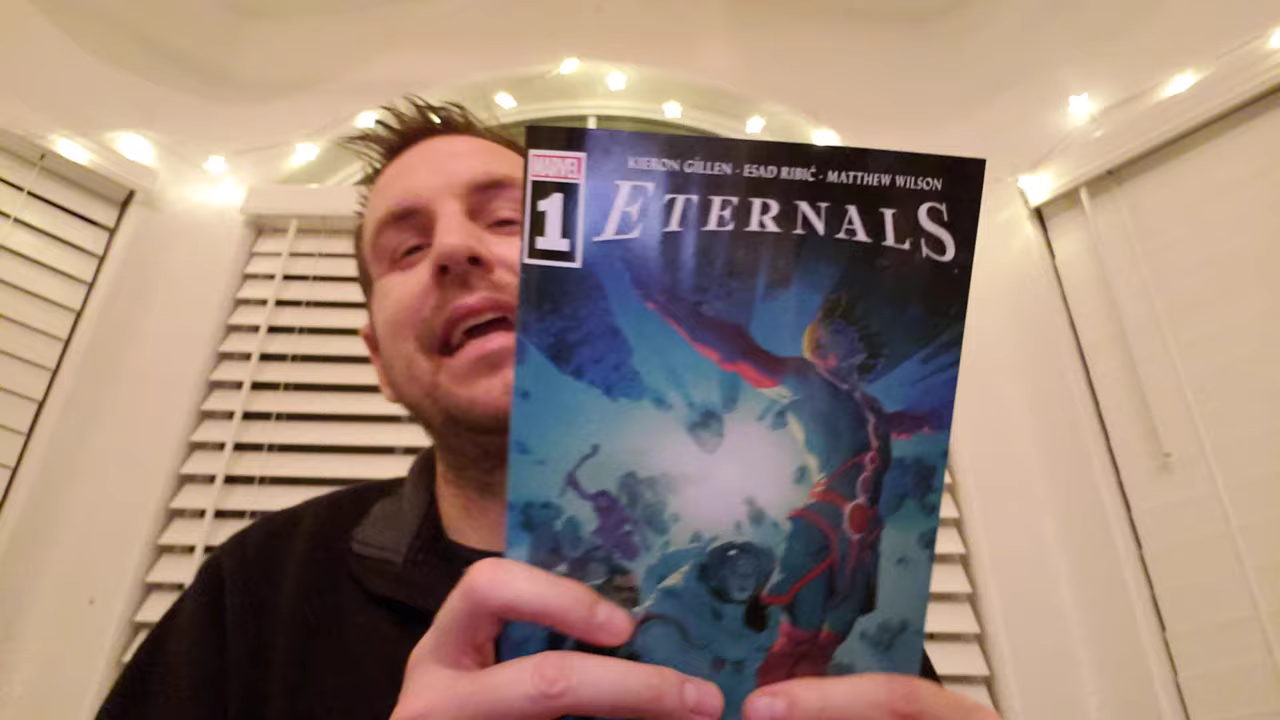 MARVEL
1
KIERON GILLEN - ESAD RIBIĆ - MATTHEW WILSON
ETERNALS